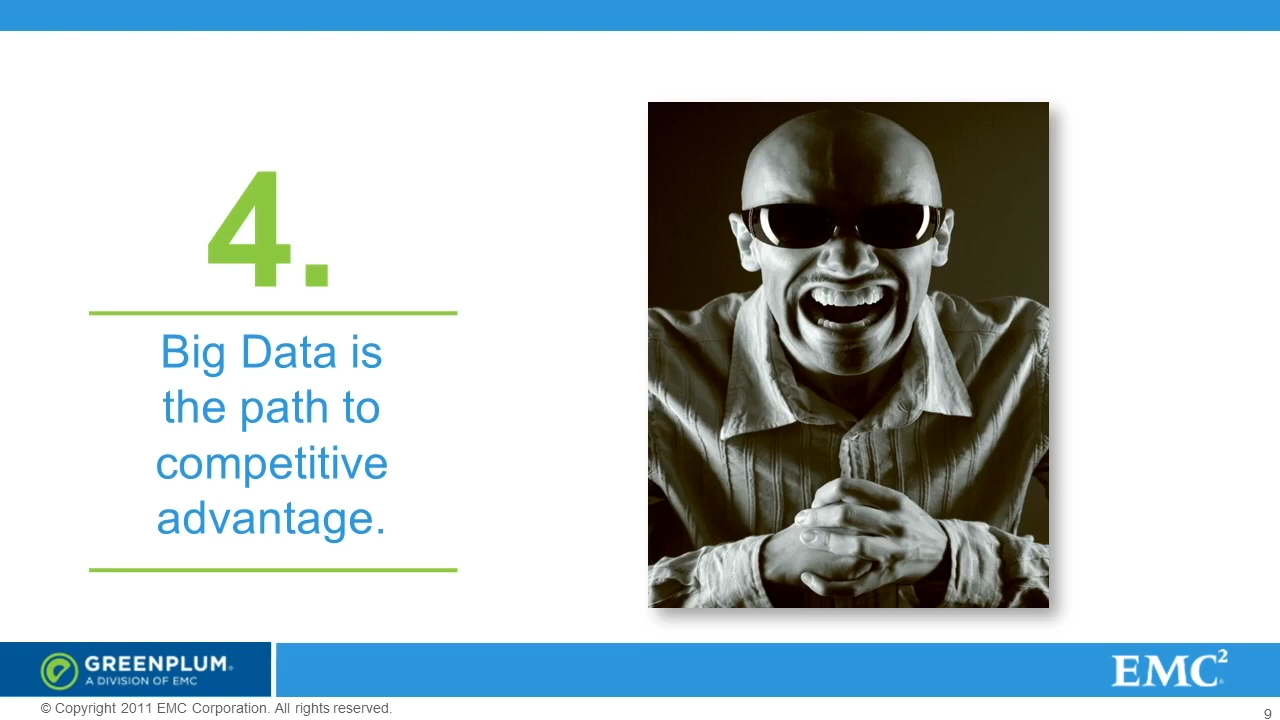 4.
Big Data is
the path to
competitive
advantage.
GREENPLUM®
A DIVISION OF EMC
EMC²®
© Copyright 2011 EMC Corporation. All rights reserved.
9